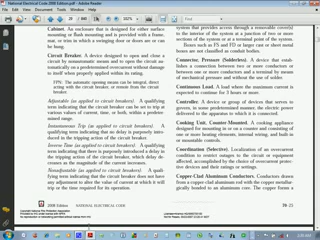 National Electrical Code 2008 Edition.pdf - Adobe Reader
File Edit View Document Tools Window Help
Find
Cabinet. An enclosure that is designed for either surface
mounting or flush mounting and is provided with a frame,
mat, or trim in which a swinging door or doors are or can
be hung.
Circuit Breaker. A device designed to open and close a
circuit by nonautomatic means and to open the circuit au-
tomatically on a predetermined overcurrent without damage
to itself when properly applied within its rating.
FPN: The automatic opening means can be integral, direct
acting with the circuit breaker, or remote from the circuit
breaker.
Adjustable (as applied to circuit breakers). A qualifying
term indicating that the circuit breaker can be set to trip at
various values of current, time, or both, within a predeter-
mined range.
Instantaneous Trip (as applied to circuit breakers). A
qualifying term indicating that no delay is purposely intro-
duced in the tripping action of the circuit breaker.
Inverse Time (as applied to circuit breakers). A qualifying
term indicating that there is purposely introduced a delay in
the tripping action of the circuit breaker, which delay de-
creases as the magnitude of the current increases.
Nonadjustable (as applied to circuit breakers). A quali-
fying term indicating that the circuit breaker does not have
any adjustment to alter the value of current at which it will
trip or the time required for its operation.
2008 Edition NATIONAL ELECTRICAL CODE
system that provides access through a removable cover(s)
to the interior of the system at a junction of two or more
sections of the system or at a terminal point of the system.
Boxes such as FS and FD or larger cast or sheet metal
boxes are not classified as conduit bodies.
Connector, Pressure (Solderless). A device that estab-
lishes a connection between two or more conductors or
between one or more conductors and a terminal by means
of mechanical pressure and without the use of solder.
Continuous Load. A load where the maximum current is
expected to continue for 3 hours or more.
Controller. A device or group of devices that serves to
govern, in some predetermined manner, the electric power
delivered to the apparatus to which it is connected.
Cooking Unit, Counter-Mounted. A cooking appliance
designed for mounting in or on a counter and consisting of
one or more heating elements, internal wiring, and built-in
or mountable controls.
Coordination (Selective). Localization of an overcurrent
condition to restrict outages to the circuit or equipment
affected, accomplished by the choice of overcurrent protec-
tive devices and their ratings or settings.
Copper-Clad Aluminum Conductors. Conductors drawn
from a copper-clad aluminum rod with the copper metallur-
gically bonded to an aluminum core. The copper forms a
70–25